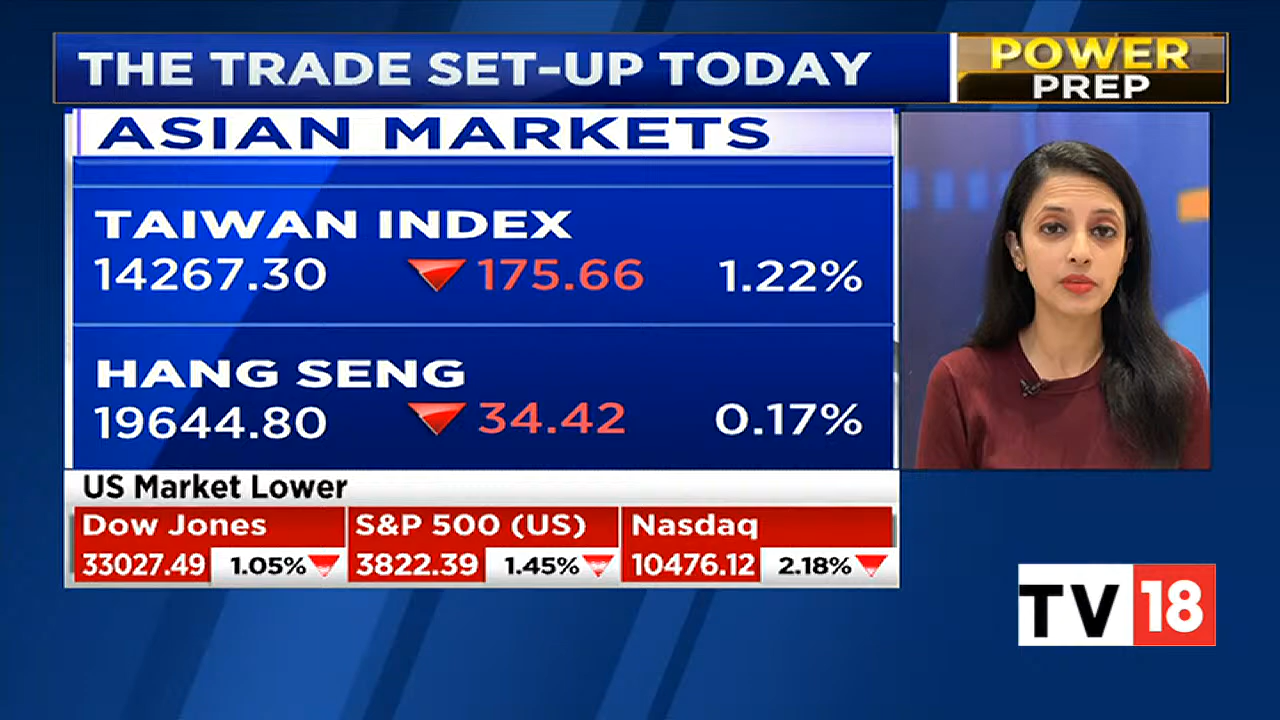 THE TRADE SET-UP TODAY
POWER
PREP
ASIAN MARKETS
TAIWAN INDEX
14267.30 175.66 1.22%
HANG SENG
19644.80 34.42 0.17%
US Market Lower
Dow Jones S&P 500 (US) Nasdaq
33027.49 1.05% 3822.39 1.45% 10476.12 2.18%
TV 18